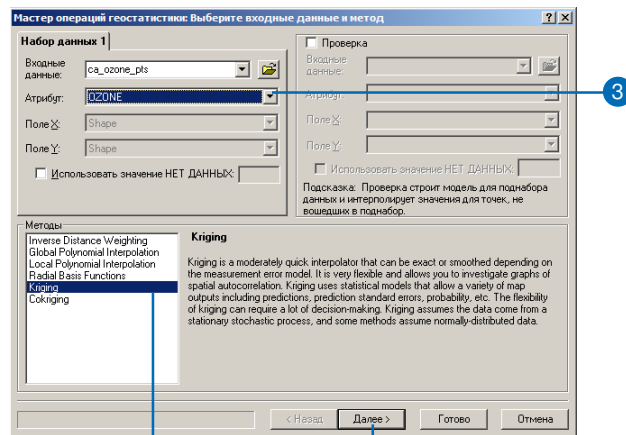 Мастер операций геостатистики: Выберите входные данные и метод
Набор данных 1
Входные данные:
ca_ozone_pts
Атрибут:
OZONE
Поле X:
Shape
Поле Y:
Shape
Использовать значение НЕТ ДАННЫХ:
Проверка
Входные данные:
Атрибут:
Поле X:
Поле Y:
Использовать значение НЕТ ДАННЫХ:
Подсказка: Проверка строит модель для поднабора
данных и интерполирует значения для точек, не
вошедших в поднабор.
3
Методы
Inverse Distance Weighting
Global Polynomial Interpolation
Local Polynomial Interpolation
Radial Basis Functions
Kriging
Cokriging
Kriging
Kriging is a moderately quick interpolator that can be exact or smoothed depending on
the measurement error model. It is very flexible and allows you to investigate graphs of
spatial autocorrelation. Kriging uses statistical models that allow a variety of map
outputs including predictions, prediction standard errors, probability, etc. The flexibility
of kriging can require a lot of decision-making. Kriging assumes the data come from a
stationary stochastic process, and some methods assume normally-distributed data.
< Назад
Далее >
Готово
Отмена